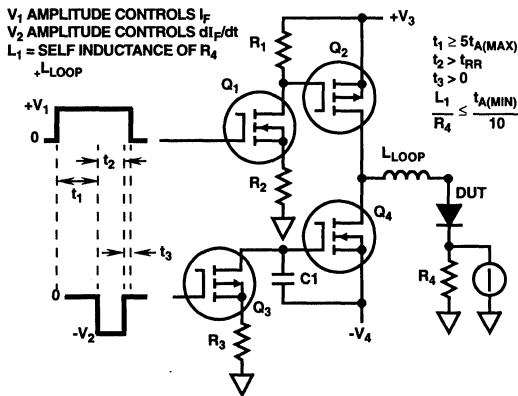 V1 AMPLITUDE CONTROLS IF
V2 AMPLITUDE CONTROLS dIF/dt
L1 = SELF INDUCTANCE OF R4
+LLOOP
+V3
R1
Q2
t1 ≥ 5tA(MAX)
t2 > tRR
t3 > 0
L1/R4 ≤ tA(MIN)/10
Q1
+V1
0
t2
t1
R2
LLOOP
DUT
Q4
t3
0
C1
R4
-V2
Q3
R3
-V4